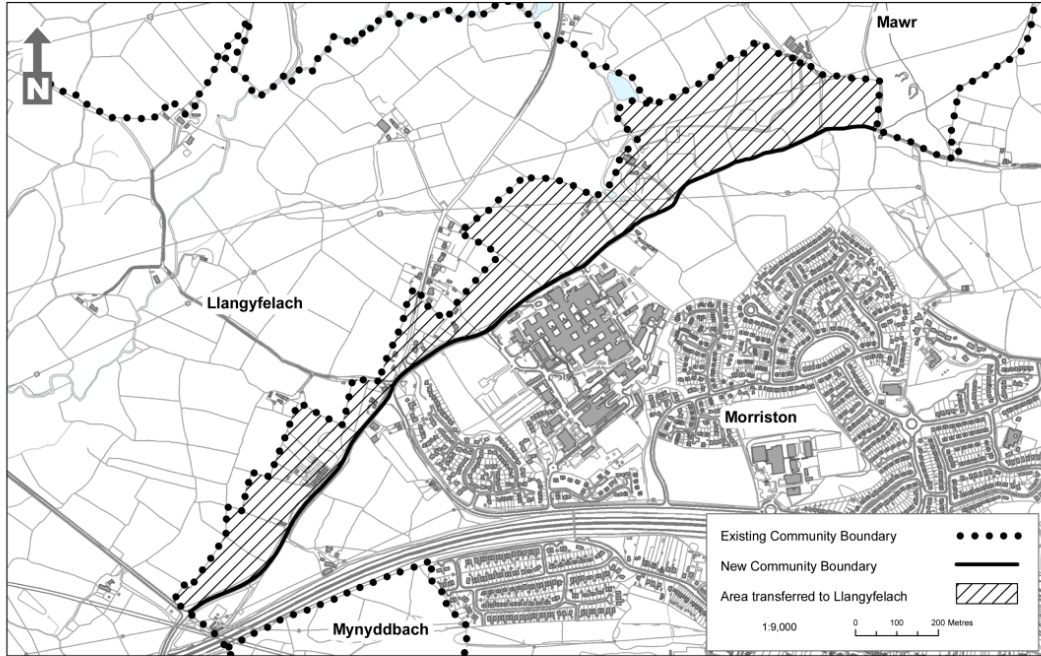 Mawr
N
Llangyfelach
Morriston
Mynyddbach
Existing Community Boundary
New Community Boundary
Area transferred to Llangyfelach
1:9,000
0 100 200 Metres